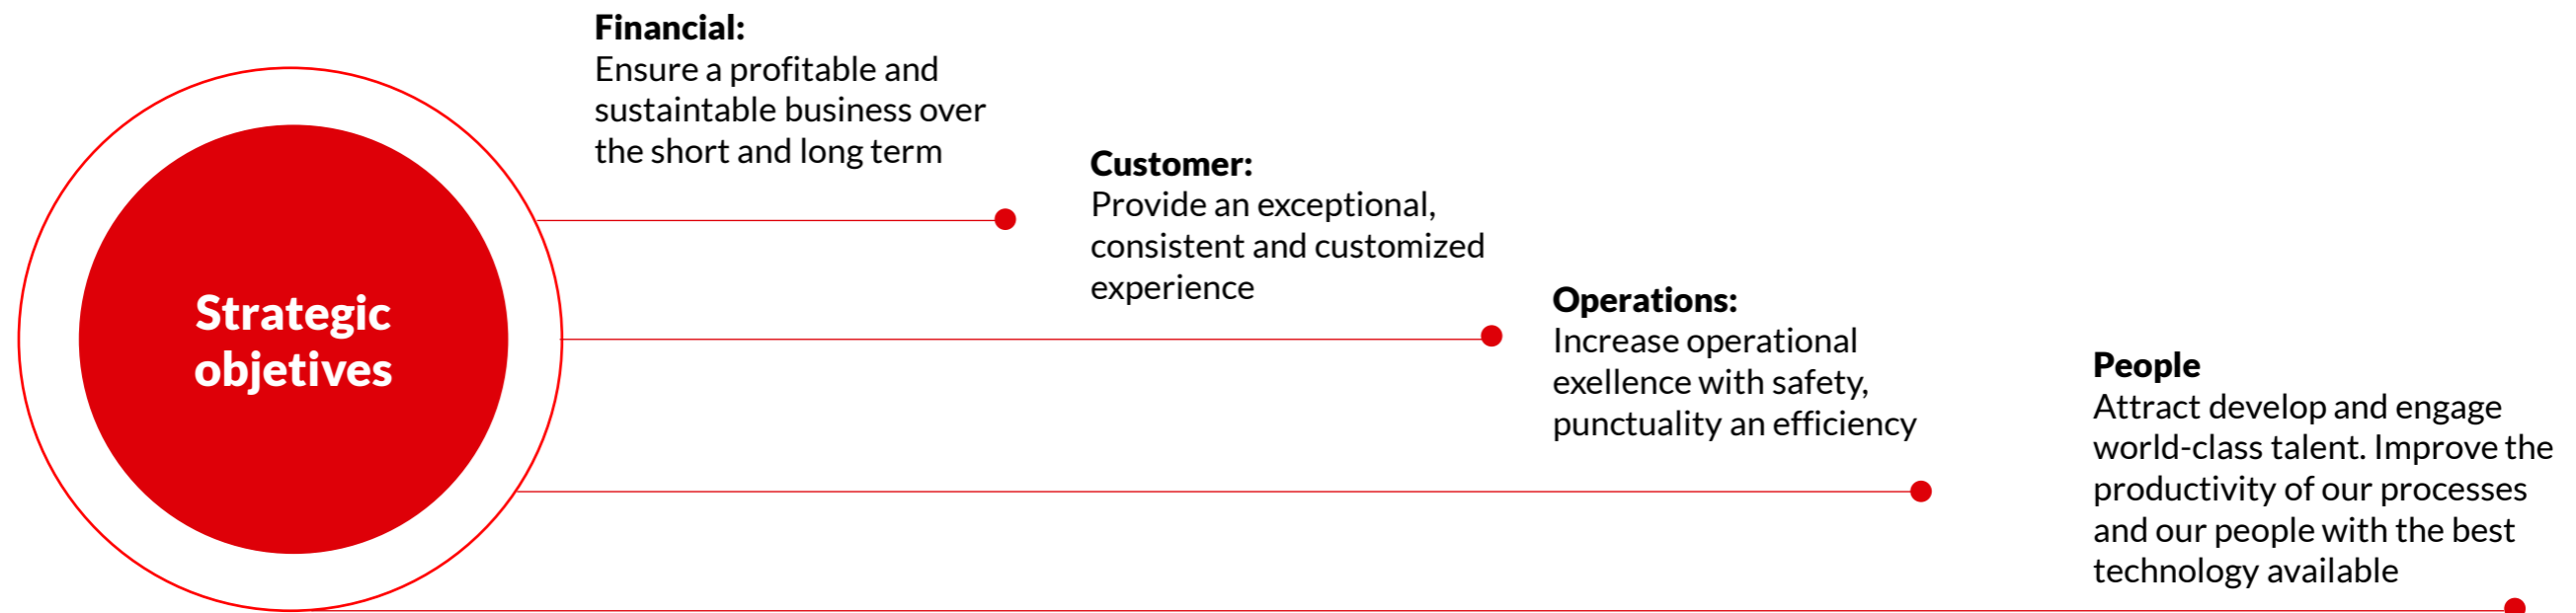 Strategic
objetives
Financial:
Ensure a profitable and
sustaintable business over
the short and long term
Customer:
Provide an exceptional,
consistent and customized
experience
Operations:
Increase operational
exellence with safety,
punctuality an efficiency
People
Attract develop and engage
world-class talent. Improve the
productivity of our processes
and our people with the best
technology available